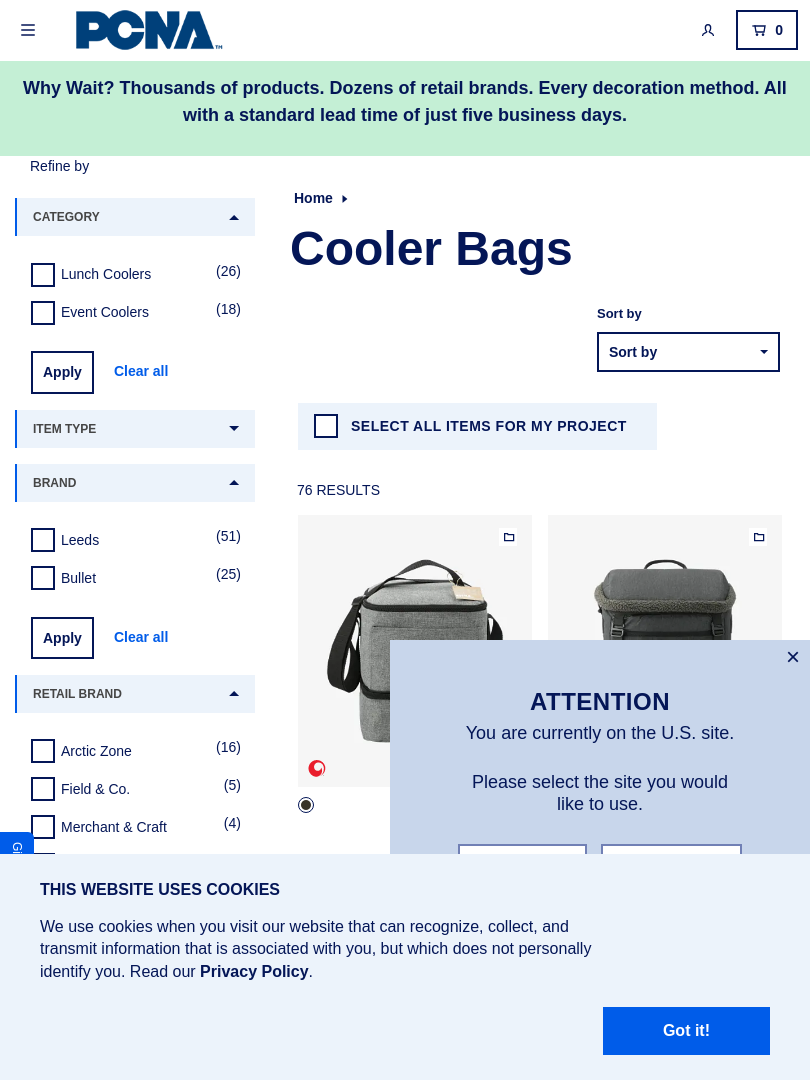 PCNA™
0
Why Wait? Thousands of products. Dozens of retail brands. Every decoration method. All
with a standard lead time of just five business days.
Refine by
CATEGORY
Lunch Coolers (26)
Event Coolers (18)
Apply Clear all
ITEM TYPE
BRAND
Leeds (51)
Bullet (25)
Apply Clear all
RETAIL BRAND
Arctic Zone (16)
Field & Co. (5)
Merchant & Craft (4)
Home
Cooler Bags
Sort by
Sort by
SELECT ALL ITEMS FOR MY PROJECT
76 RESULTS
ATTENTION
You are currently on the U.S. site.
Please select the site you would
like to use.
THIS WEBSITE USES COOKIES
We use cookies when you visit our website that can recognize, collect, and
transmit information that is associated with you, but which does not personally
identify you. Read our Privacy Policy.
Got it!